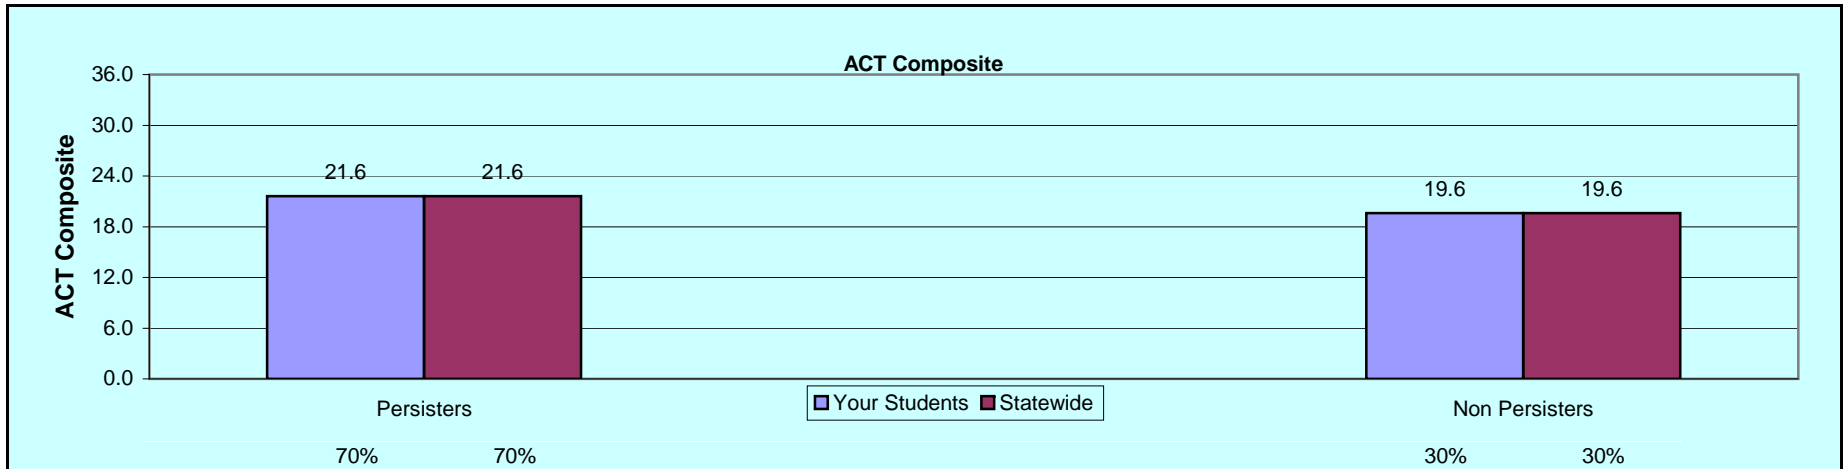 ACT Composite
36.0
30.0
24.0
18.0
12.0
6.0
0.0
ACT Composite
21.6 21.6
19.6 19.6
Persisters
Your Students Statewide
Non Persisters
70% 70% 30% 30%